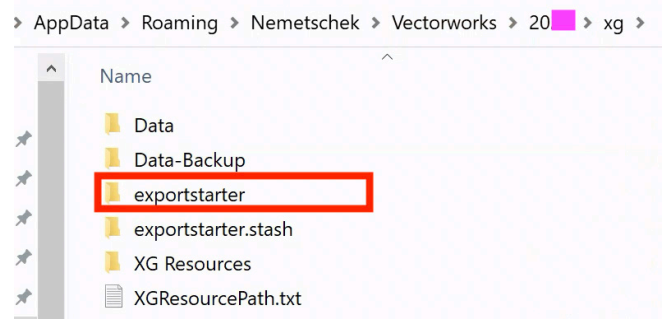 AppData > Roaming > Nemetschek > Vectorworks > 20 > xg >
Name
Data
Data-Backup
exportstarter
exportstarter.stash
XG Resources
XGResourcePath.txt